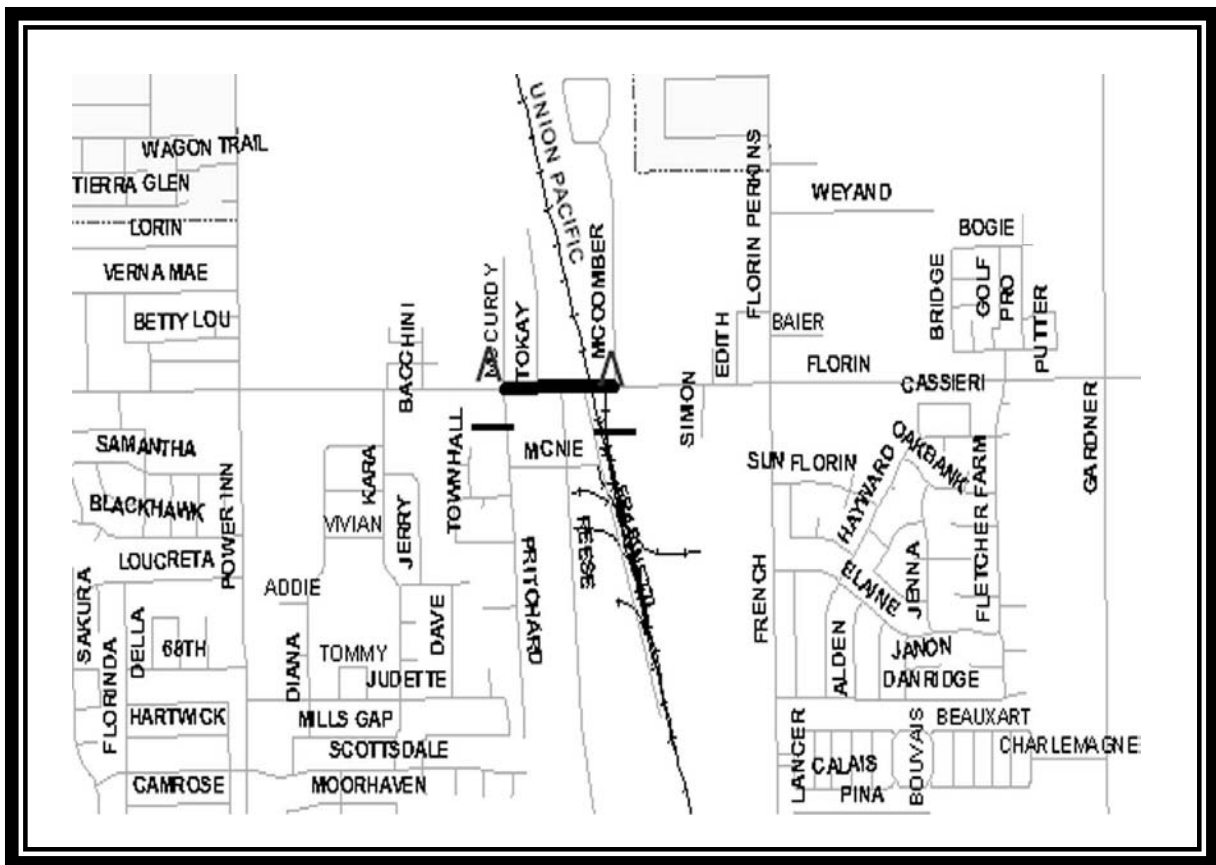 UNION PACIFIC
WAGON TRAIL
TIERRA GLEN
LORIN
VERNA MAE
BETTY LOU
BACCHINI
MCCURDY
TOKAY
MCCOMBER
FLORIN PERKINS
WEYAND
BOGIE
BRIDGE
GOLF
PRO
PUTTER
EDITH
BAIER
FLORIN
CASSIERI
SIMON
GARDNER
SAMANTHA
BLACKHAWK
LOUCRETA
POWER INN
KARA
VIVIAN
JERRY
TOWNHALL
MCNIE
SUN FLORIN
HAYWARD
OAKBANK
FLETCHER FARM
REESE
PRITCHARD
FRENCH
ELAINE
JENNA
ADDIE
SAKURA
FLORINDA
DELLA
68TH
DIANA
TOMMY
DAVE
JUDETTE
ALDEN
JANON
DANRIDGE
HARTWICK
MILLS GAP
SCOTTSDALE
CAMROSE
MOORHAVEN
LANCER
CALAIS
PINA
BOUVAIS
BEAUXART
CHARLEMAGNE